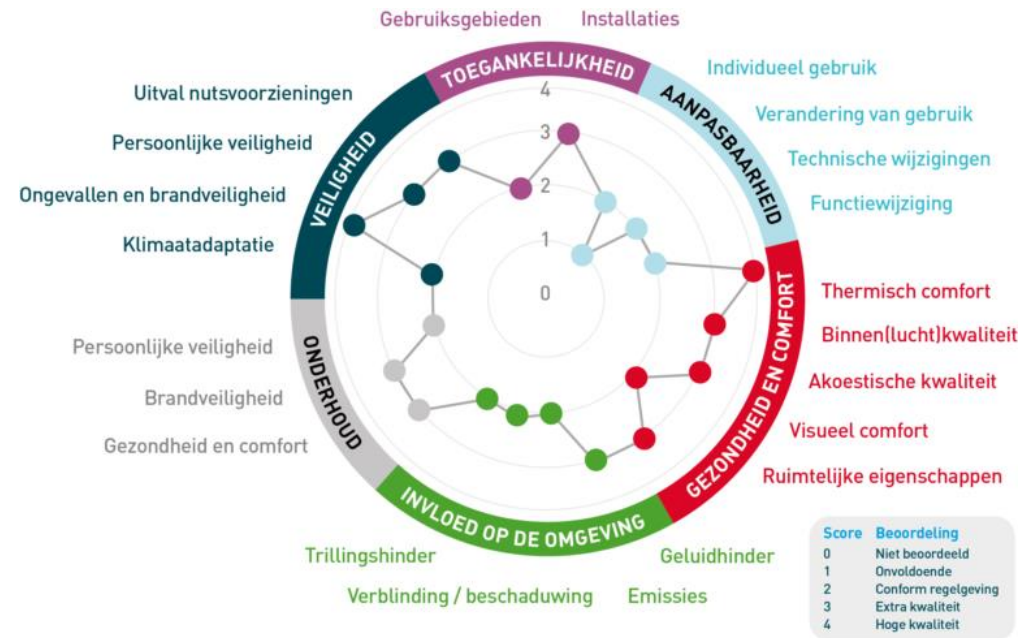 Gebruiksgebieden
Installaties
TOEGANKELIJKHEID
Individueel gebruik
Verandering van gebruik
Technische wijzigingen
Functiewijziging
AANPASBAARHEID
Thermisch comfort
Binnen(lucht)kwaliteit
Akoestische kwaliteit
Visueel comfort
Ruimtelijke eigenschappen
GEZONDHEID EN COMFORT
Geluidhinder
Emissies
Verblinding / beschaduwing
Trillingshinder
INVLOED OP DE OMGEVING
Gezondheid en comfort
Brandveiligheid
Persoonlijke veiligheid
ONDERHOUD
Klimaatadaptatie
Ongevallen en brandveiligheid
Persoonlijke veiligheid
Uitval nutsvoorzieningen
VEILIGHEID
4
3
2
1
0
Score Beoordeling
0 Niet beoordeeld
1 Onvoldoende
2 Conform regelgeving
3 Extra kwaliteit
4 Hoge kwaliteit